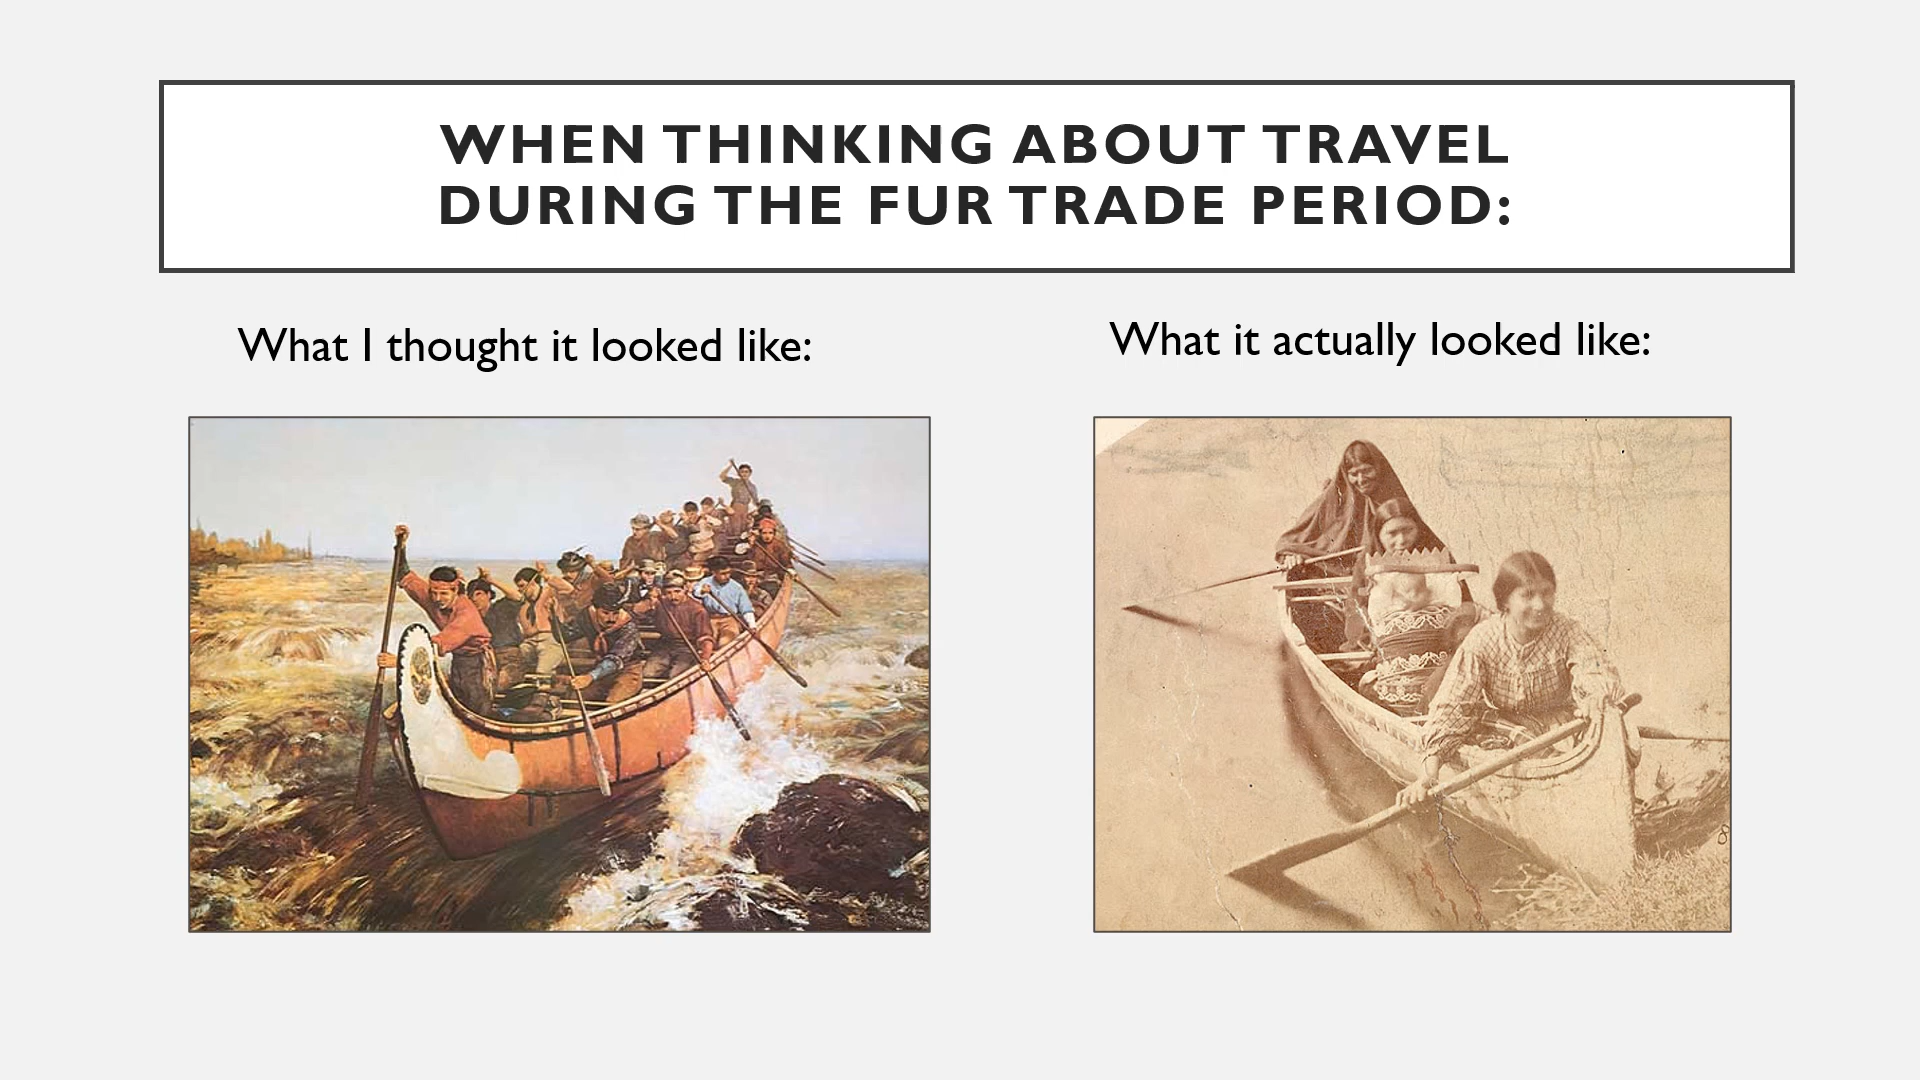 WHEN THINKING ABOUT TRAVEL
DURING THE FUR TRADE PERIOD:
What I thought it looked like:
What it actually looked like: